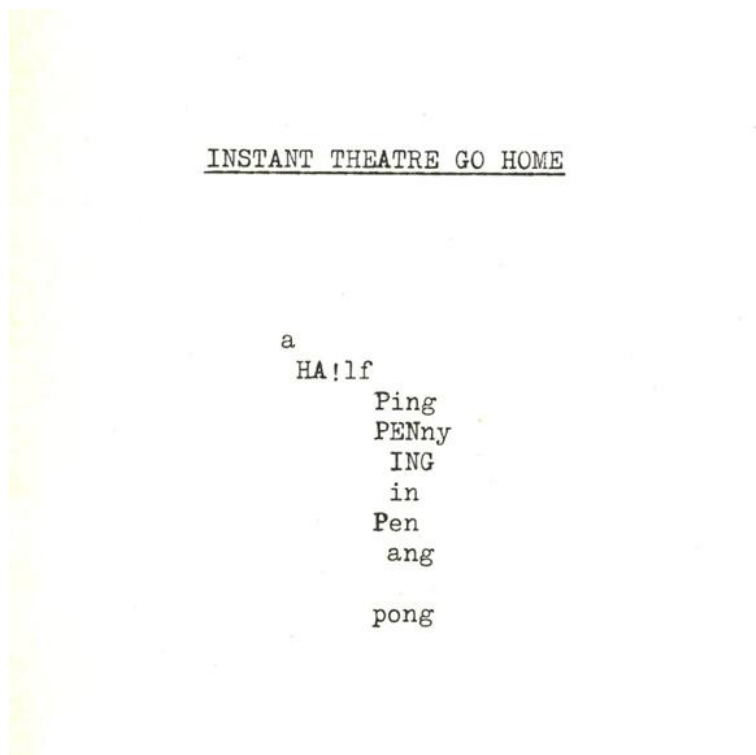 INSTANT THEATRE GO HOME
a
HA!lf
Ping
PENny
ING
in
Pen
ang
pong